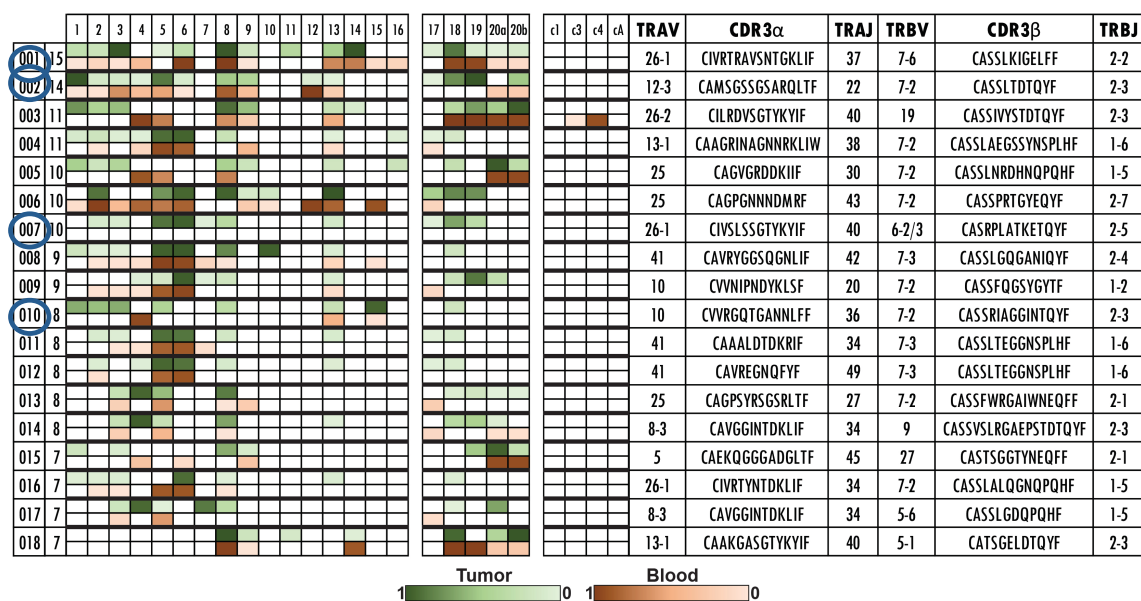 1 2 3 4 5 6 7 8 9 10 11 12 13 14 15 16 17 18 19 20a 20b c1 c3 c4 cA TRAV CDR3α TRAJ TRBV CDR3β TRBJ
001 15 26-1 CIVRTRAVSNTGKLIF 37 7-6 CASSLKIGELFF 2-2
002 14 12-3 CAMSGSSGSARQLTF 22 7-2 CASSLTDTQYF 2-3
003 11 26-2 CILRDVSGTYKYIF 40 19 CASSIVYSTDTQYF 2-3
004 11 13-1 CAAGRINAGNNRKLIW 38 7-2 CASSLAEGSSYNSPLHF 1-6
005 10 25 CAGVGRDDKIIF 30 7-2 CASSLNRDHNQPQHF 1-5
006 10 25 CAGPGNNNDMRF 43 7-2 CASSPRTGYEQYF 2-7
007 10 26-1 CIVSLSSGTYKYIF 40 6-2/3 CASRPLATKETQYF 2-5
008 9 41 CAVRYGGSQGNLIF 42 7-3 CASSLGQGANIQYF 2-4
009 9 10 CVVNIPNDYKLSF 20 7-2 CASSFQGSYGYTF 1-2
010 8 10 CVVRGQTGANNLFF 36 7-2 CASSRIAGGINTQYF 2-3
011 8 41 CAAALDTDKRIF 34 7-3 CASSLTEGGNSPLHF 1-6
012 8 41 CAVREGNQFYF 49 7-3 CASSLTEGGNSPLHF 1-6
013 8 25 CAGPSYRSGSRLTF 27 7-2 CASSFWRGAIWNEQFF 2-1
014 8 8-3 CAVGGINTDKLIF 34 9 CASSVSLRGAEPSTDTQYF 2-3
015 7 5 CAEKQGGGADGLTF 45 27 CASTSGGTYNEQFF 2-1
016 7 26-1 CIVRTYNTDKLIF 34 7-2 CASSLALQGNQPQHF 1-5
017 7 8-3 CAVGGINTDKLIF 34 5-6 CASSLGDQPQHF 1-5
018 7 13-1 CAAKGASGTYKYIF 40 5-1 CATSGELDTQYF 2-3
Tumor Blood
1 0 1 0